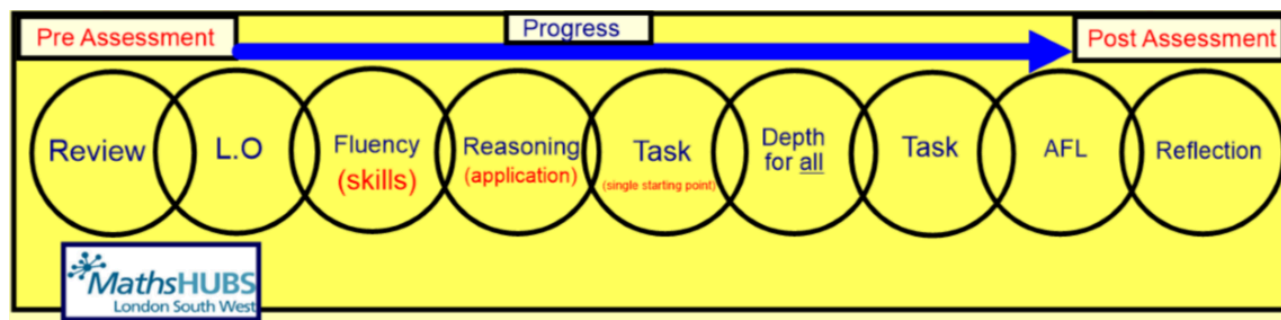 Pre Assessment
Progress
Post Assessment
Review
L.O
Fluency
(skills)
Reasoning
(application)
Task
(single starting point)
Depth
for all
Task
AFL
Reflection
MathsHUBS
London South West